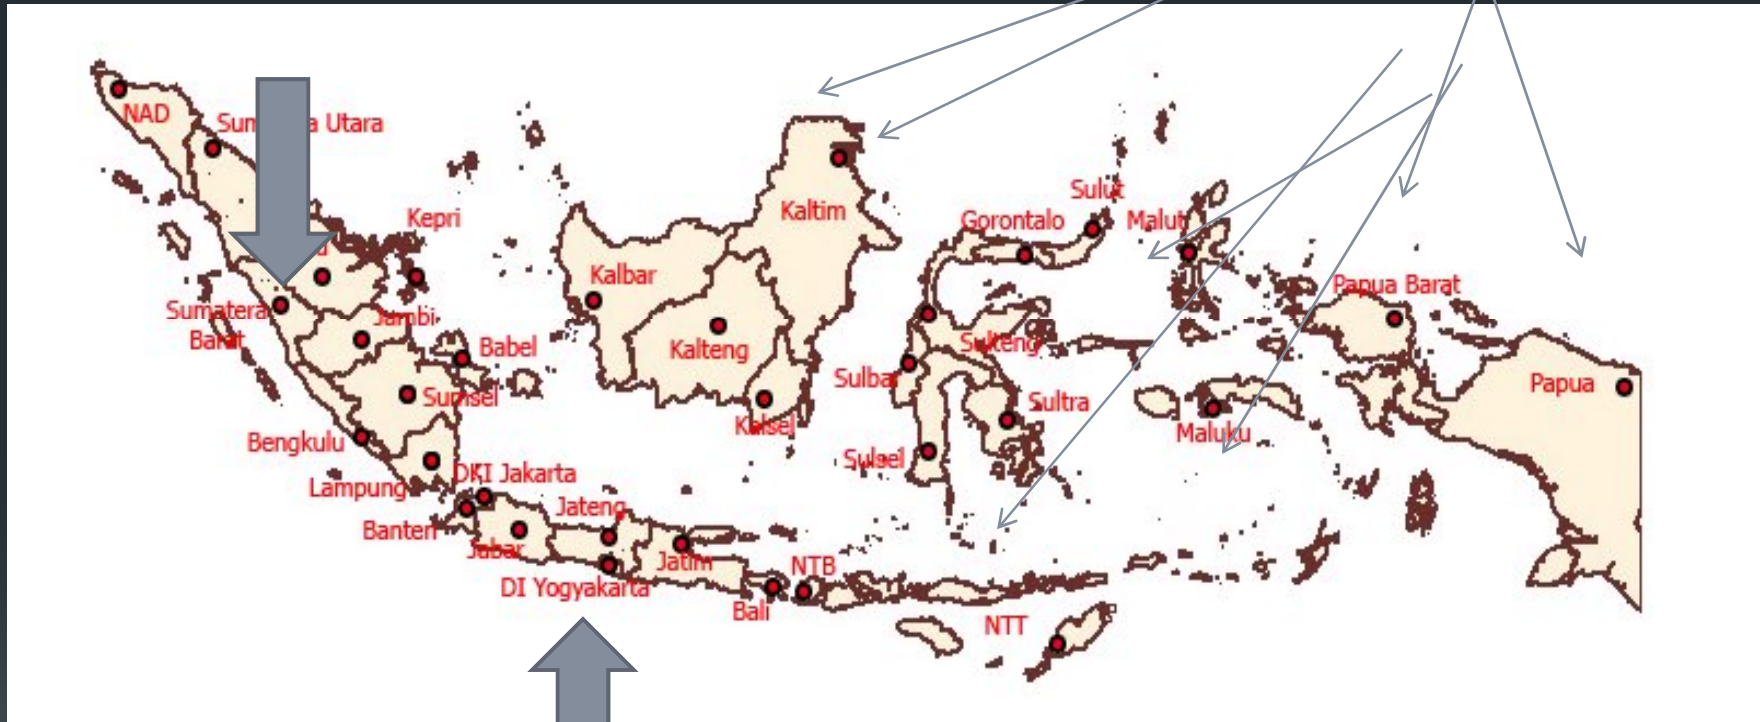 NAD
Utara
Kepri
Kaltim
Sulut
Gorontalo
Malut
Kalbar
Papua Barat
Sumatera
Barat
Jambi
Babel
Kalteng
Sulteng
Sulbar
Papua
Sumsel
Sultra
Kalsel
Maluku
Bengkulu
Sulsel
DKI Jakarta
Lampung
Jateng
Banten
Jabar
Jatim
NTB
DI Yogyakarta
Bali
NTT